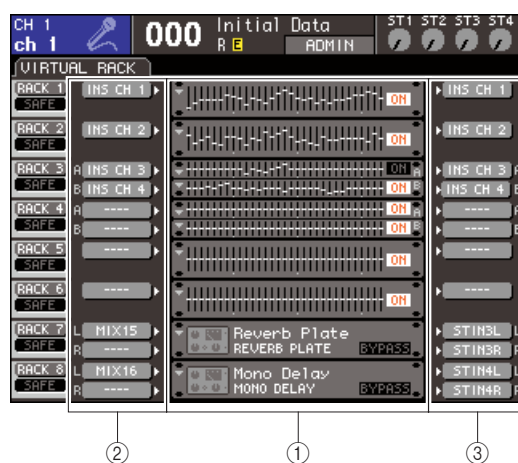 CH 1
ch 1
000
Initial Data
R E ADMIN
ST1 ST2 ST3 ST4
VIRTUAL RACK
RACK 1 INS CH 1 ON INS CH 1
SAFE
RACK 2 INS CH 2 ON INS CH 2
SAFE
RACK 3 A INS CH 3 ON A INS CH 3 A
SAFE B INS CH 4 ON B INS CH 4 B
RACK 4 A ---- ON A ---- A
SAFE B ---- ON B ---- B
RACK 5 ---- ON ----
SAFE
RACK 6 ---- ON ----
SAFE
RACK 7 L MIX15 Reverb Plate STIN3L L
SAFE R ---- REVERB PLATE BYPASS STIN3R R
RACK 8 L MIX16 Mono Delay STIN4L L
SAFE R ---- MONO DELAY BYPASS STIN4R R
② ① ③